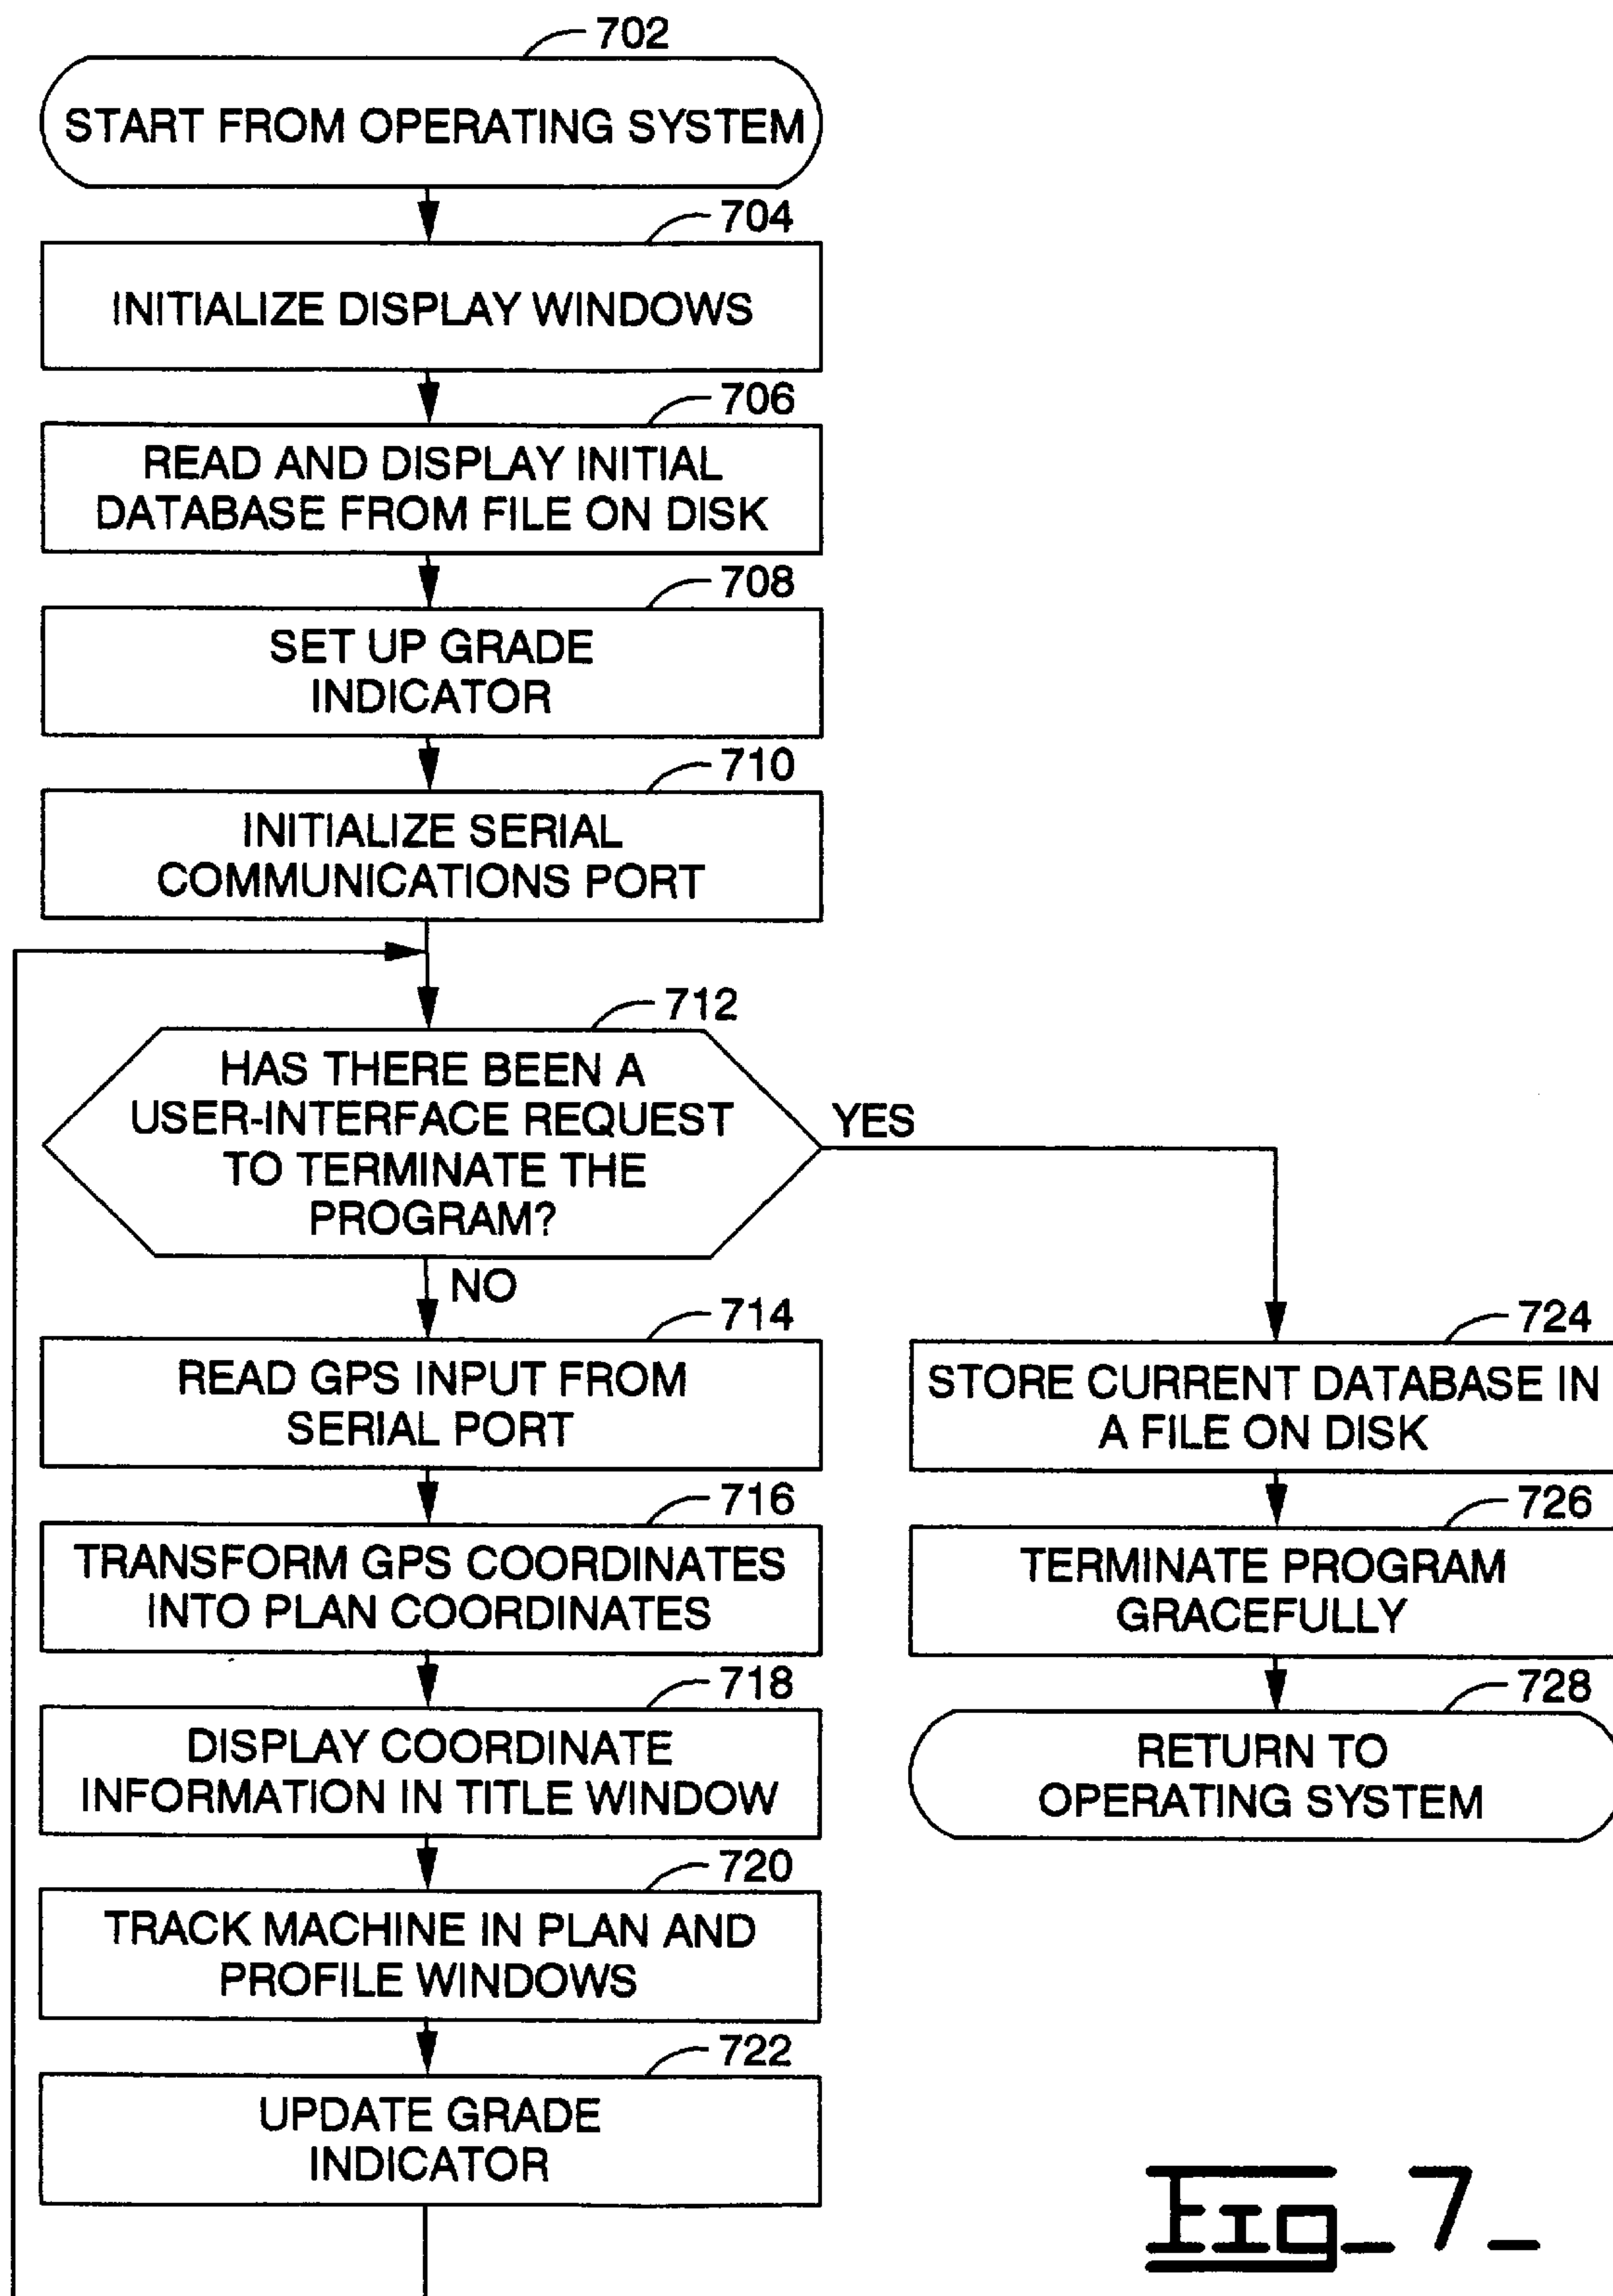 702
START FROM OPERATING SYSTEM
704
INITIALIZE DISPLAY WINDOWS
706
READ AND DISPLAY INITIAL
DATABASE FROM FILE ON DISK
708
SET UP GRADE
INDICATOR
710
INITIALIZE SERIAL
COMMUNICATIONS PORT
712
HAS THERE BEEN A
USER-INTERFACE REQUEST
TO TERMINATE THE
PROGRAM?
YES
NO
714
READ GPS INPUT FROM
SERIAL PORT
716
TRANSFORM GPS COORDINATES
INTO PLAN COORDINATES
718
DISPLAY COORDINATE
INFORMATION IN TITLE WINDOW
720
TRACK MACHINE IN PLAN AND
PROFILE WINDOWS
722
UPDATE GRADE
INDICATOR
724
STORE CURRENT DATABASE IN
A FILE ON DISK
726
TERMINATE PROGRAM
GRACEFULLY
728
RETURN TO
OPERATING SYSTEM
Fig_7_